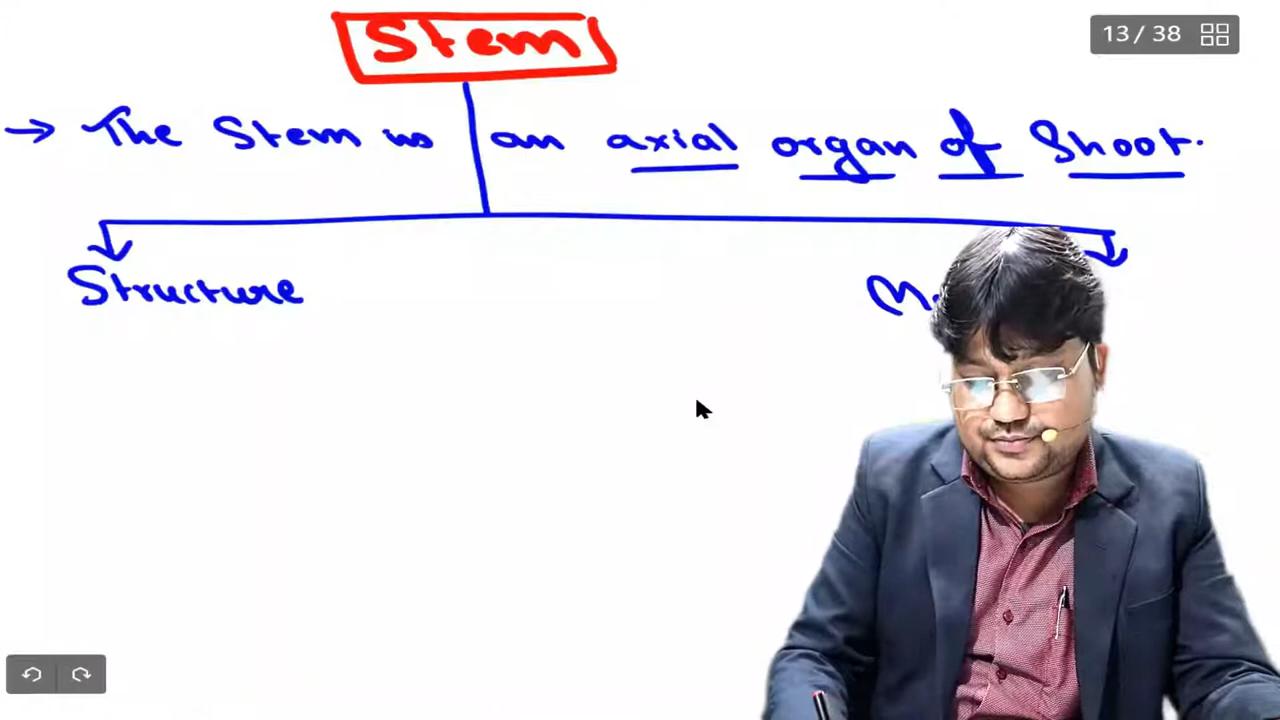 Stem
13 / 38
→ The Stem is an axial organ of Shoot.
Structure